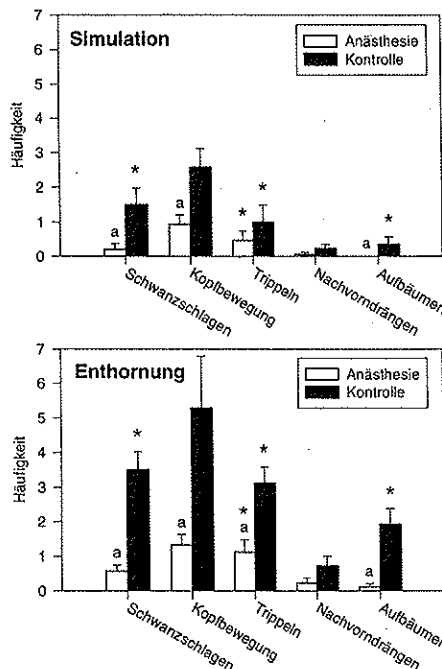 Simulation
Anästhesie
Kontrolle
Häufigkeit
7
6
5
4
3
2
1
0
a
*
a
*
*
a
*
Schwanzschlagen
Kopfbewegung
Trippeln
Nachvorndrängen
Aufbäumen
Enthornung
Anästhesie
Kontrolle
Häufigkeit
7
6
5
4
3
2
1
0
a
*
a
*
a
*
a
*
Schwanzschlagen
Kopfbewegung
Trippeln
Nachvorndrängen
Aufbäumen